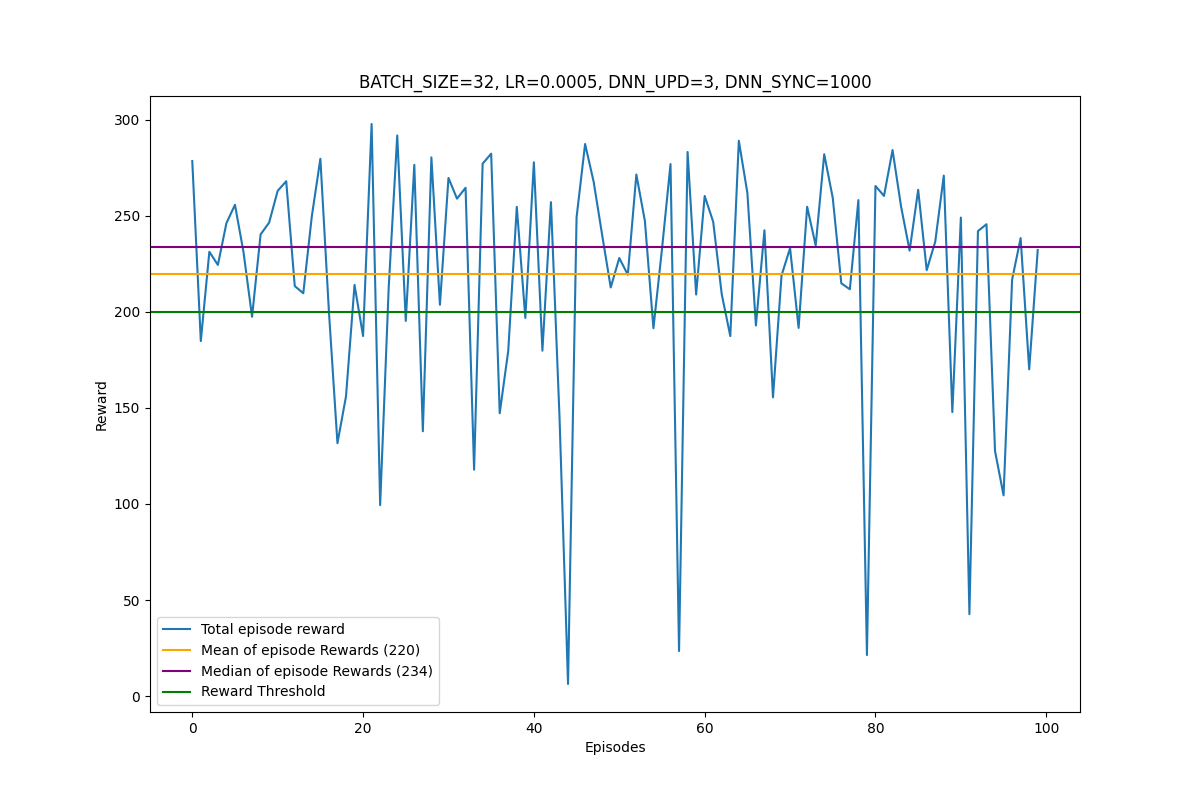 BATCH_SIZE=32, LR=0.0005, DNN_UPD=3, DNN_SYNC=1000
300
250
200
150
100
50
0
Reward
Total episode reward
Mean of episode Rewards (220)
Median of episode Rewards (234)
Reward Threshold
0 20 40 60 80 100
Episodes